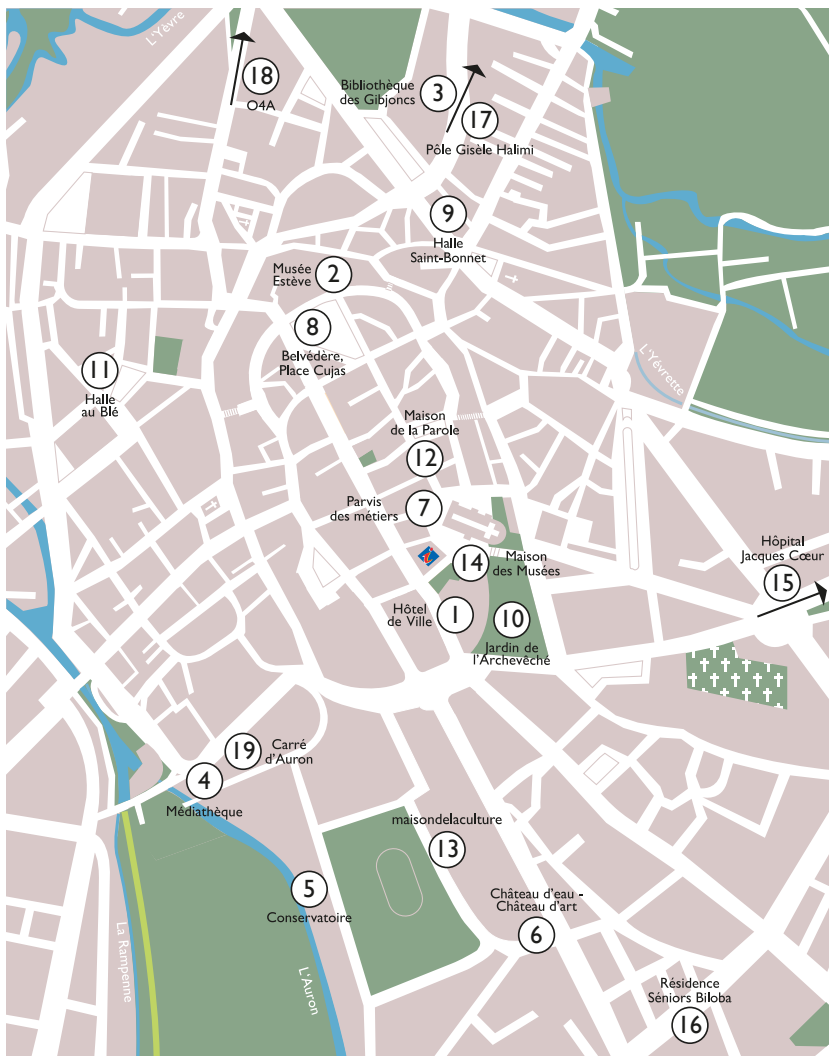 L'Yèvre
18
O4A
Bibliothèque
des Gibjoncs
3
17
Pôle Gisèle Halimi
9
Halle
Saint-Bonnet
Musée
Estève
2
8
Belvédère,
Place Cujas
11
Halle
au Blé
L'Yévrette
Maison
de la Parole
12
Parvis
des métiers
7
i
14
Maison
des Musées
Hôpital
Jacques Cœur
15
Hôtel
de Ville
1
10
Jardin de
l'Archevêché
19
Carré
d'Auron
4
Médiathèque
maisondelaculture
13
5
Conservatoire
Château d'eau -
Château d'art
6
La Rampenne
L'Auron
Résidence
Séniors Biloba
16